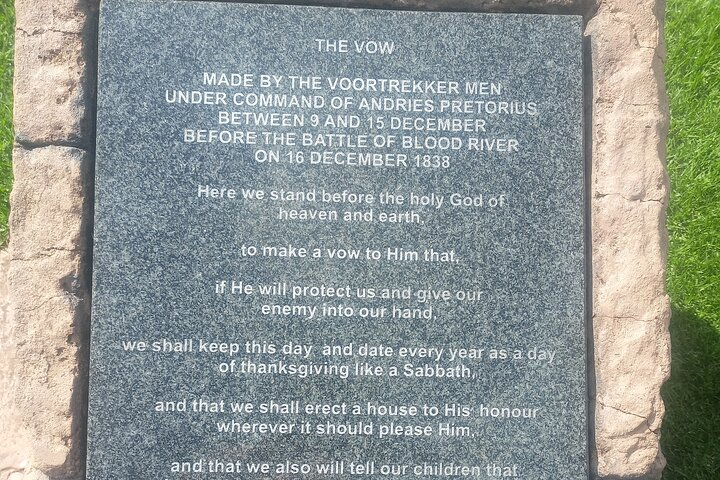 THE VOW
MADE BY THE VOORTREKKER MEN
UNDER COMMAND OF ANDRIES PRETORIUS
BETWEEN 9 AND 15 DECEMBER
BEFORE THE BATTLE OF BLOOD RIVER
ON 16 DECEMBER 1838
Here we stand before the holy God of
heaven and earth,
to make a vow to Him that,
if He will protect us and give our
enemy into our hand,
we shall keep this day and date every year as a day
of thanksgiving like a Sabbath,
and that we shall erect a house to His honour
wherever it should please Him,
and that we also will tell our children that